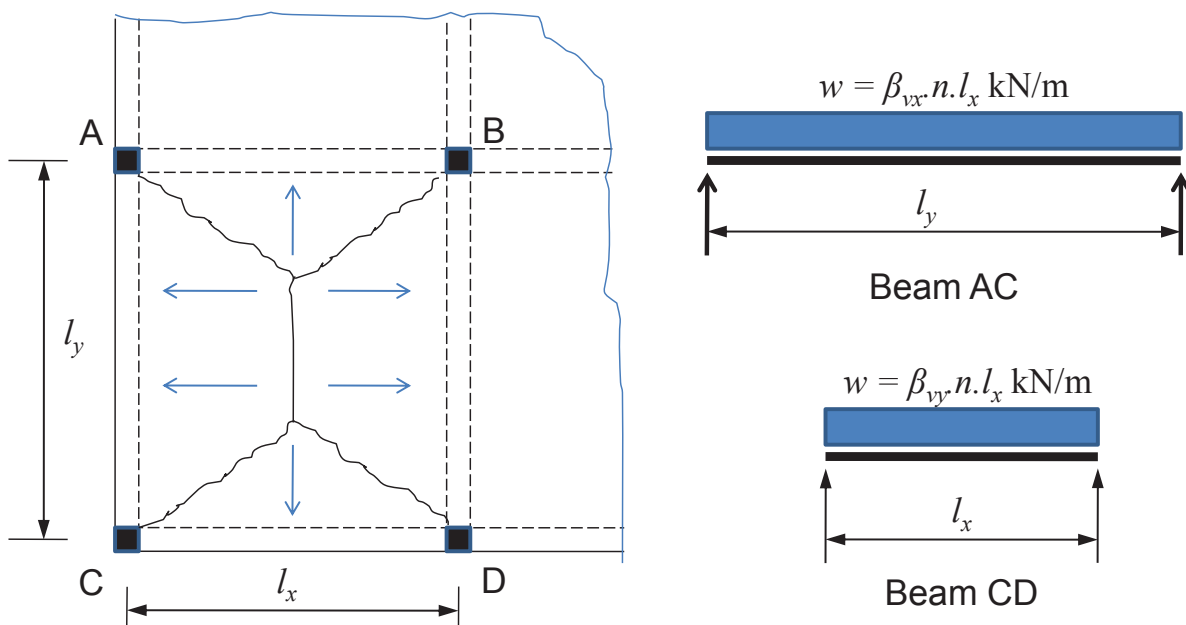 A
B
l_y
C
l_x
D
w = β_vx.n.l_x kN/m
l_y
Beam AC
w = β_vy.n.l_x kN/m
l_x
Beam CD